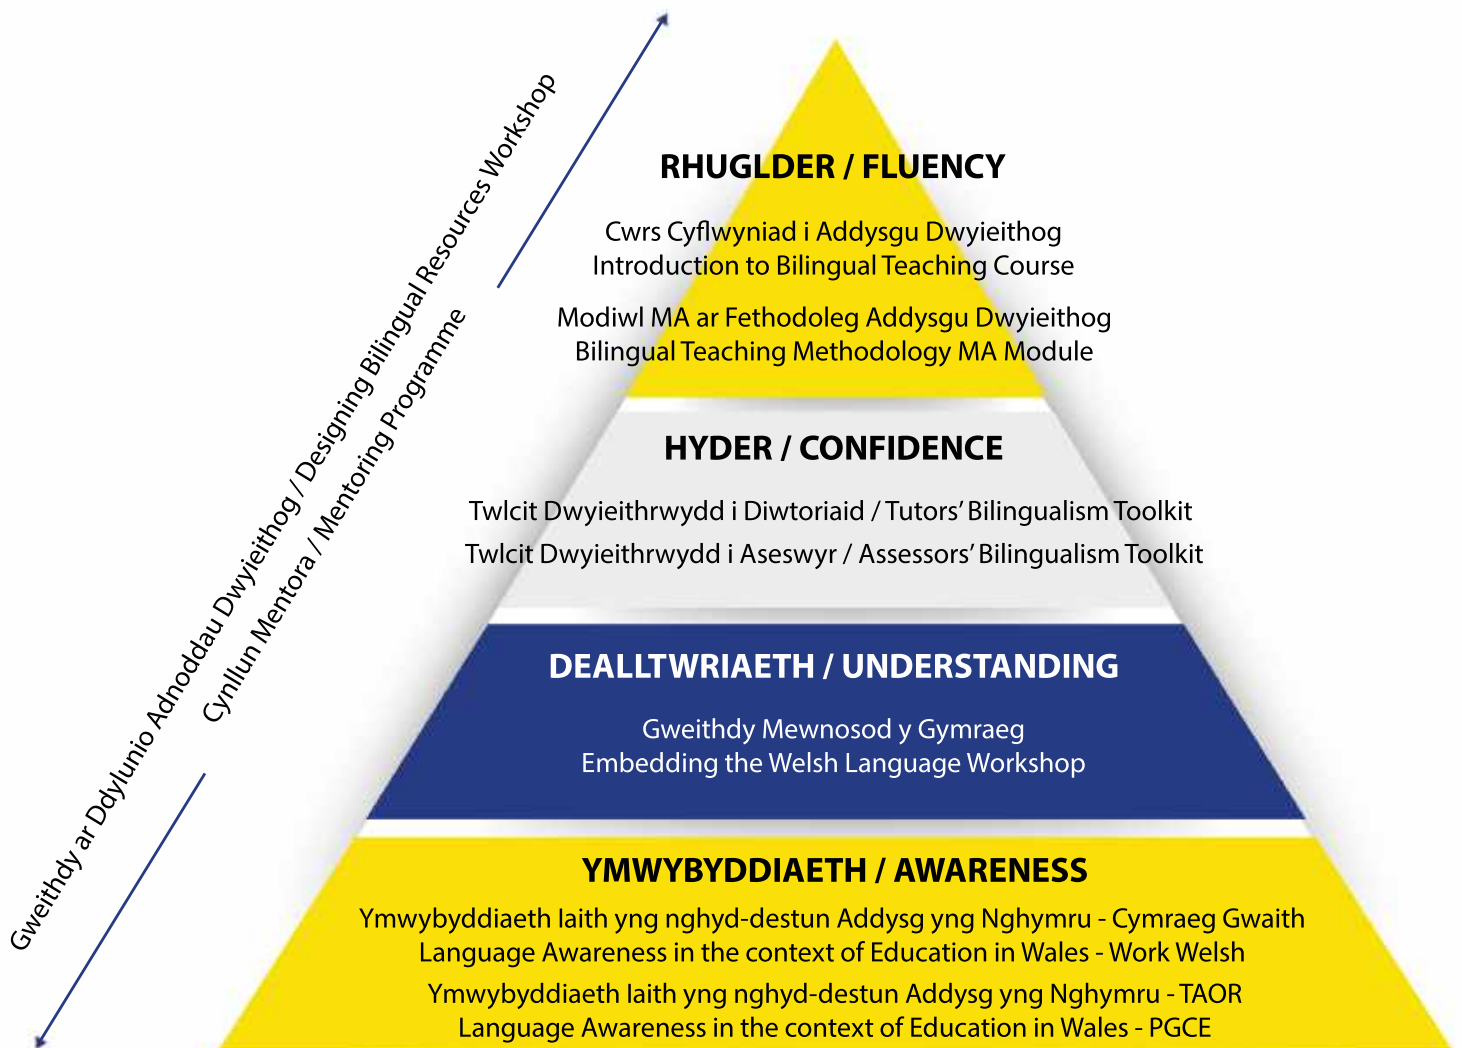 Gweithdy ar Ddylunio Adnoddau Dwyieithog / Designing Bilingual Resources Workshop
Cynllun Mentora / Mentoring Programme
RHUGLDER / FLUENCY
Cwrs Cyflwyniad i Addysgu Dwyieithog
Introduction to Bilingual Teaching Course
Modiwl MA ar Fethodoleg Addysgu Dwyieithog
Bilingual Teaching Methodology MA Module
HYDER / CONFIDENCE
Twlcit Dwyieithrwydd i Diwtoriaid / Tutors’ Bilingualism Toolkit
Twlcit Dwyieithrwydd i Aseswyr / Assessors’ Bilingualism Toolkit
DEALLTWRIAETH / UNDERSTANDING
Gweithdy Mewnosod y Gymraeg
Embedding the Welsh Language Workshop
YMWYBYDDIAETH / AWARENESS
Ymwybyddiaeth Iaith yng nghyd-destun Addysg yng Nghymru - Cymraeg Gwaith
Language Awareness in the context of Education in Wales - Work Welsh
Ymwybyddiaeth Iaith yng nghyd-destun Addysg yng Nghymru - TAOR
Language Awareness in the context of Education in Wales - PGCE